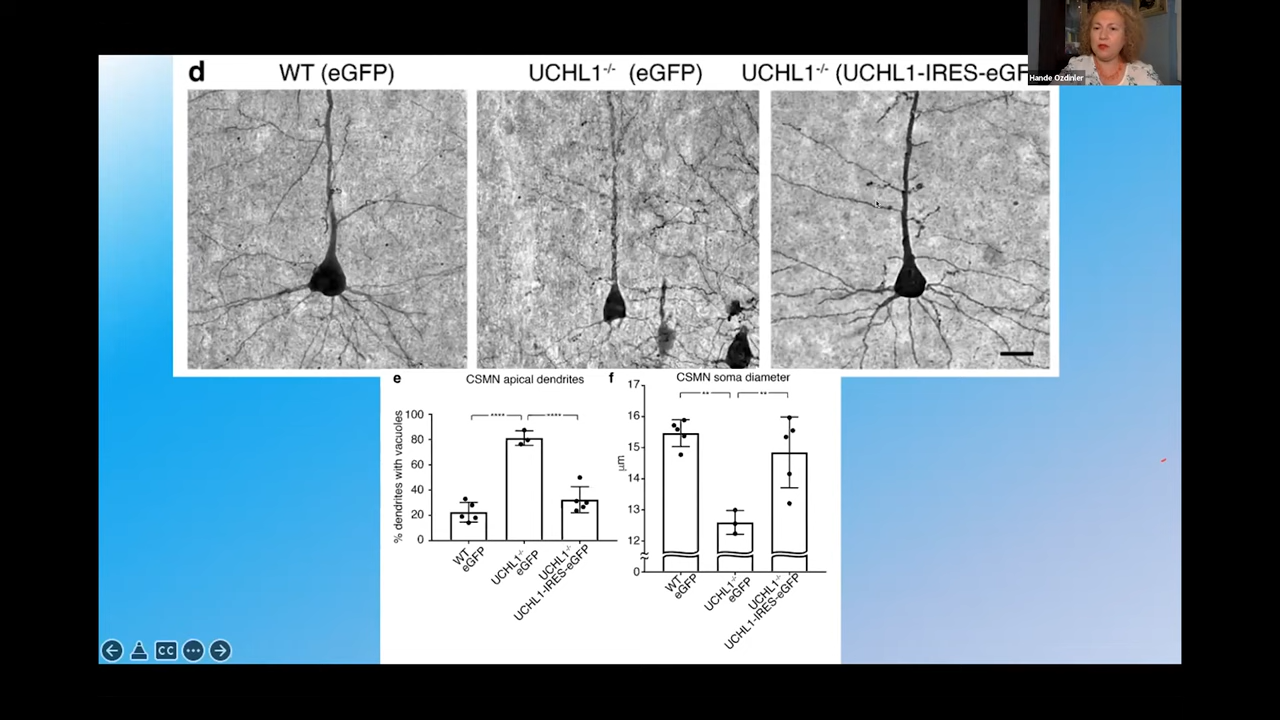 Hande Ozdinler
d
WT (eGFP)
UCHL1-/- (eGFP)
UCHL1-/- (UCHL1-IRES-eGF
e
CSMN apical dendrites
% dendrites with vacuoles
100
80
60
40
20
0
**** ****
WT
eGFP
UCHL1-/-
eGFP
UCHL1-/-
UCHL1-IRES-eGFP
f
CSMN soma diameter
µm
17
16
15
14
13
12
0
** **
WT
eGFP
UCHL1-/-
eGFP
UCHL1-/-
UCHL1-IRES-eGFP
CC